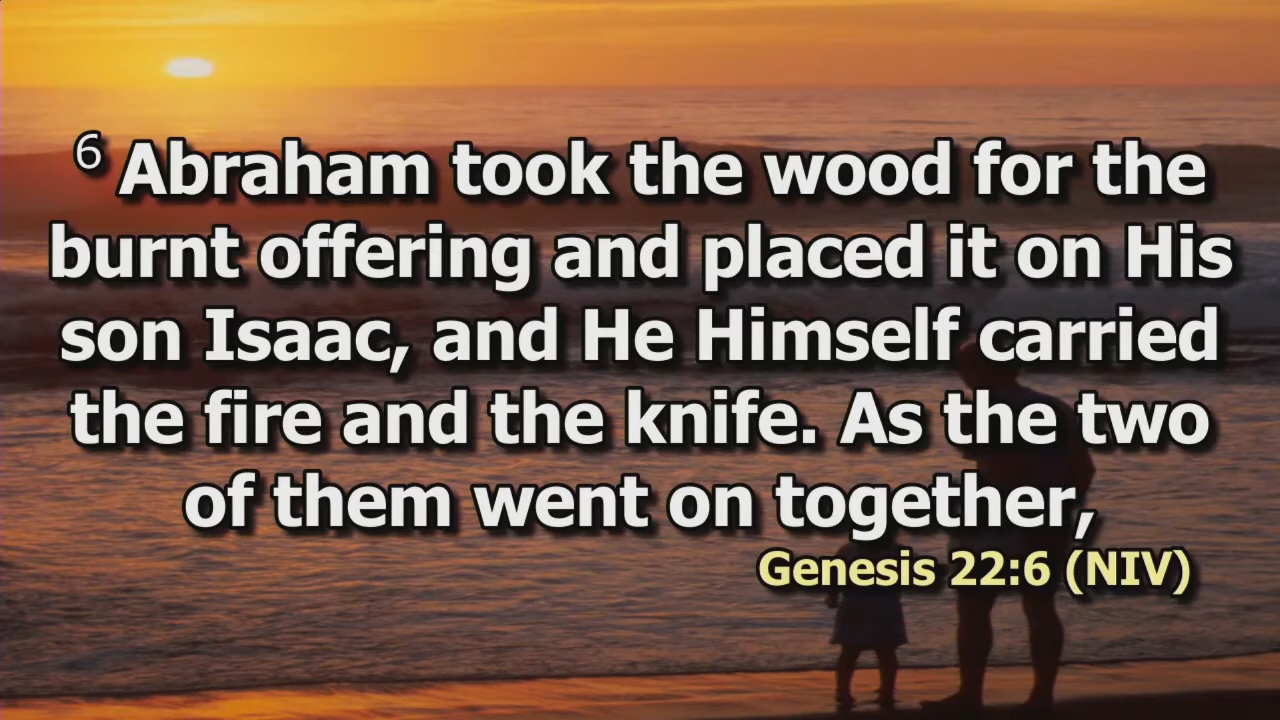 6 Abraham took the wood for the
burnt offering and placed it on His
son Isaac, and He Himself carried
the fire and the knife. As the two
of them went on together,
Genesis 22:6 (NIV)